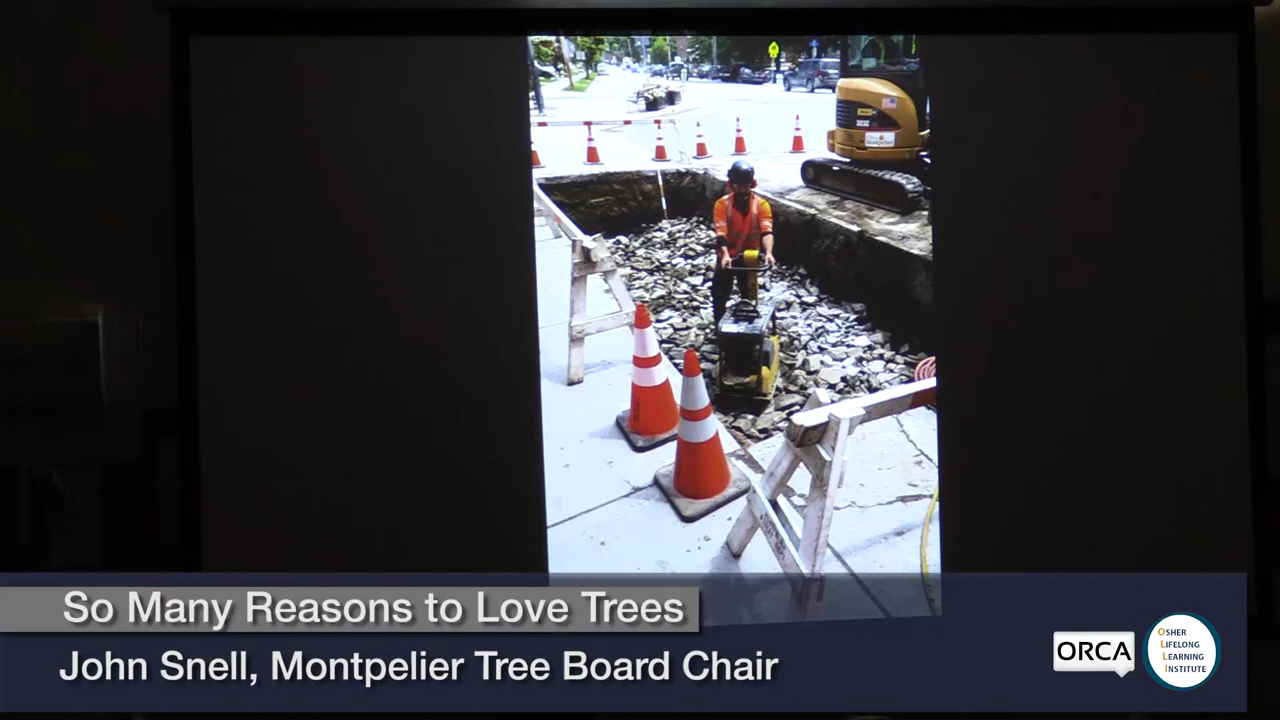 So Many Reasons to Love Trees
John Snell, Montpelier Tree Board Chair
ORCA
OSHER
LIFELONG
LEARNING
INSTITUTE